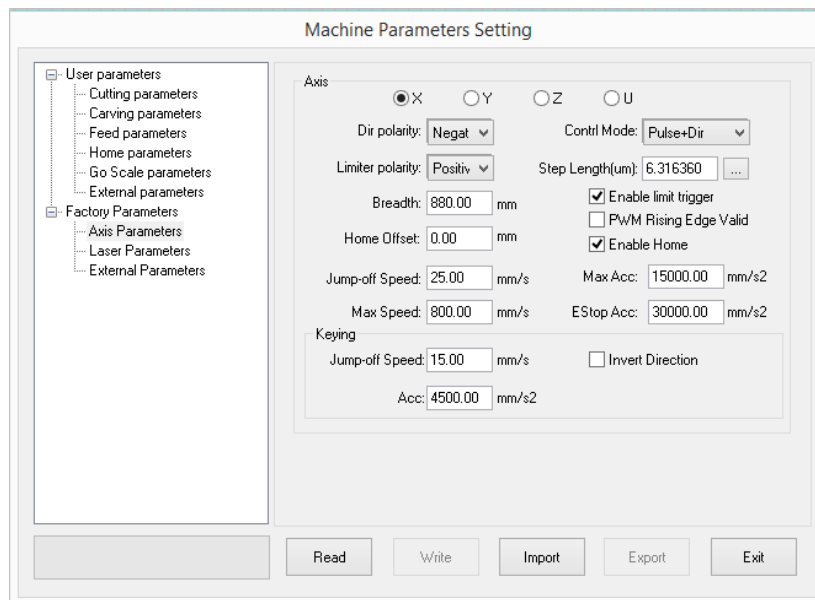 Machine Parameters Setting
User parameters
Cutting parameters
Carving parameters
Feed parameters
Home parameters
Go Scale parameters
External parameters
Factory Parameters
Axis Parameters
Laser Parameters
External Parameters
Axis
X Y Z U
Dir polarity: Negat Contrl Mode: Pulse+Dir
Limiter polarity: Positiv Step Length(um): 6.316360 ...
Breadth: 880.00 mm Enable limit trigger
PWM Rising Edge Valid
Home Offset: 0.00 mm Enable Home
Jump-off Speed: 25.00 mm/s Max Acc: 15000.00 mm/s2
Max Speed: 800.00 mm/s EStop Acc: 30000.00 mm/s2
Keying
Jump-off Speed: 15.00 mm/s Invert Direction
Acc: 4500.00 mm/s2
Read Write Import Export Exit